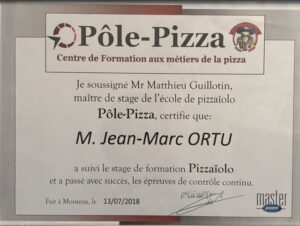 Pôle-Pizza
Centre de Formation aux métiers de la pizza
Je soussigné Mr Matthieu Guillotin,
maître de stage de l'école de pizzaïolo
Pôle-Pizza, certifie que:
M. Jean-Marc ORTU
a suivi le stage de formation Pizzaïolo
et a passé avec succès, les épreuves de contrôle continu.
Fait à Monteux, le 13/07/2018
master